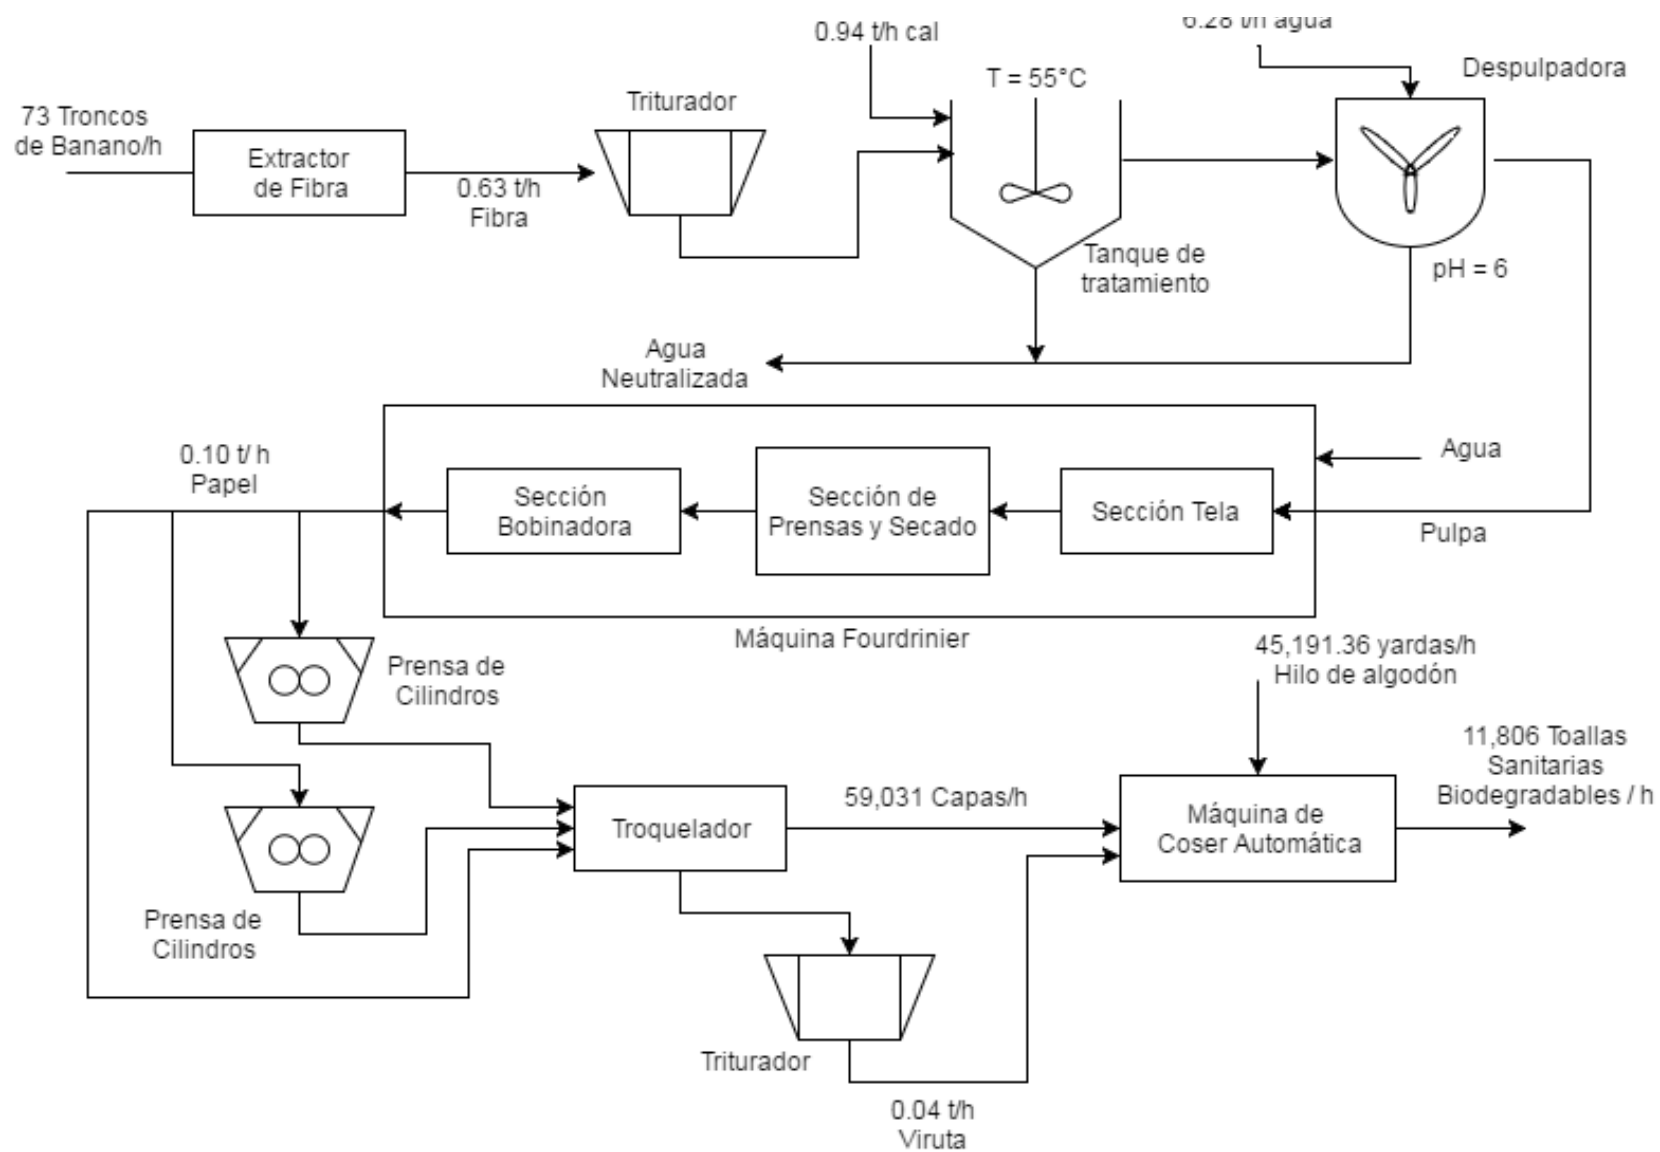 0.94 t/h cal
6.28 t/h agua
T = 55°C
Despulpadora
Triturador
73 Troncos
de Banano/h
Extractor
de Fibra
0.63 t/h
Fibra
Tanque de
tratamiento
pH = 6
Agua
Neutralizada
0.10 t/ h
Papel
Agua
Sección
Bobinadora
Sección de
Prensas y Secado
Sección Tela
Pulpa
Máquina Fourdrinier
Prensa de
Cilindros
45,191.36 yardas/h
Hilo de algodón
11,806 Toallas
Sanitarias
Biodegradables / h
59,031 Capas/h
Troquelador
Máquina de
Coser Automática
Prensa de
Cilindros
Triturador
0.04 t/h
Viruta